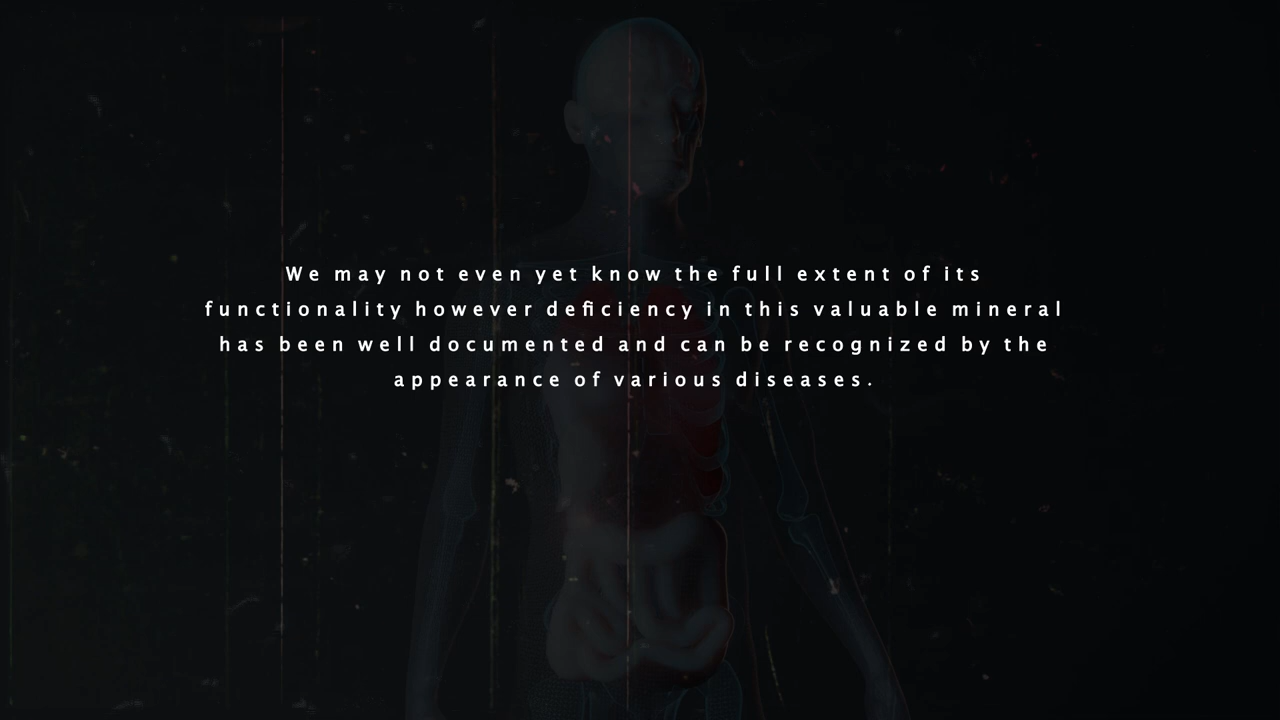 We may not even yet know the full extent of its
functionality however deficiency in this valuable mineral
has been well documented and can be recognized by the
appearance of various diseases.